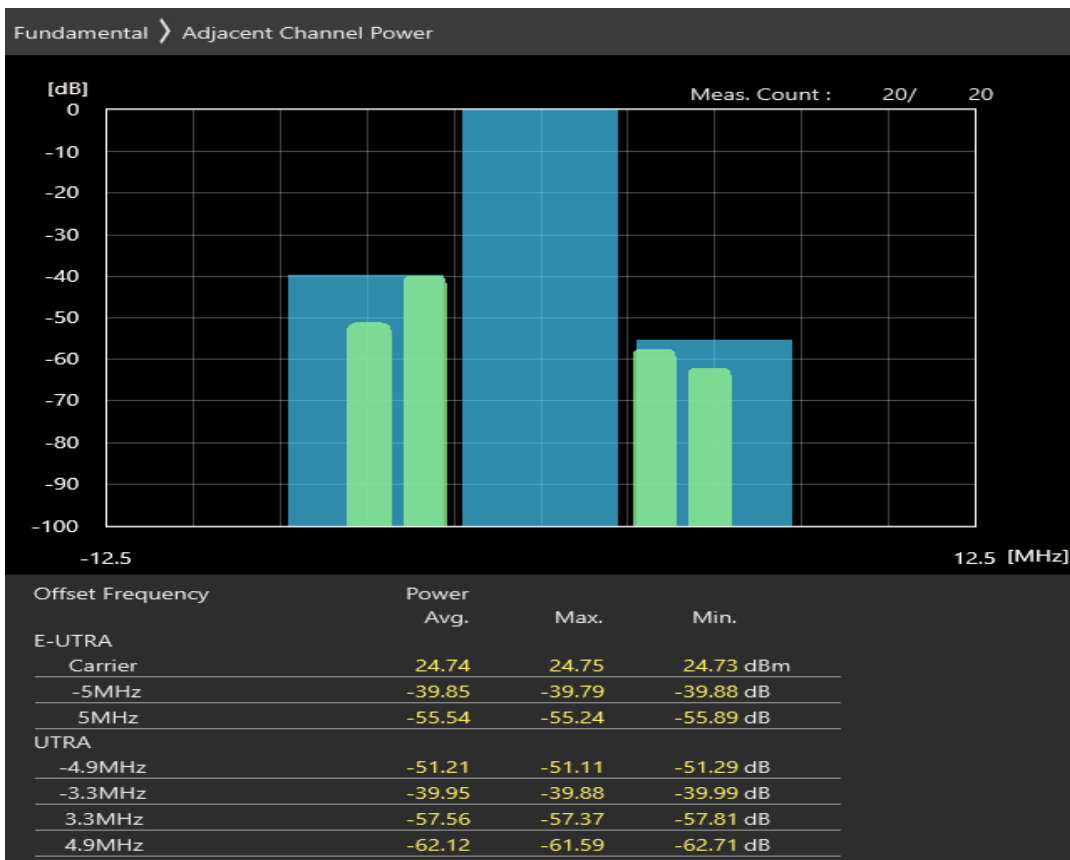 Fundamental 〉 Adjacent Channel Power
[dB]
Meas. Count : 20/ 20
0
-10
-20
-30
-40
-50
-60
-70
-80
-90
-100
-12.5 12.5 [MHz]
Offset Frequency Power
Avg. Max. Min.
E-UTRA
Carrier 24.74 24.75 24.73 dBm
-5MHz -39.85 -39.79 -39.88 dB
5MHz -55.54 -55.24 -55.89 dB
UTRA
-4.9MHz -51.21 -51.11 -51.29 dB
-3.3MHz -39.95 -39.88 -39.99 dB
3.3MHz -57.56 -57.37 -57.81 dB
4.9MHz -62.12 -61.59 -62.71 dB